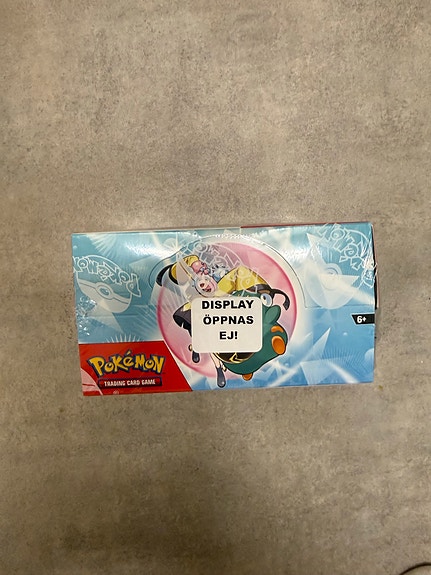 DISPLAY
ÖPPNAS
EJ!
6+
POKéMON
TRADING CARD GAME